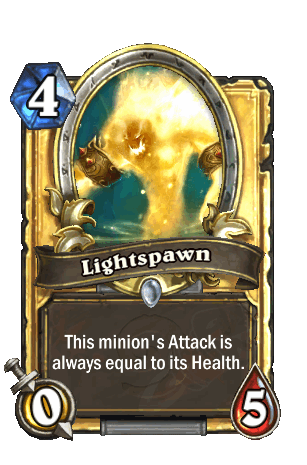 4
Lightspawn
This minion's Attack is
always equal to its Health.
0
5